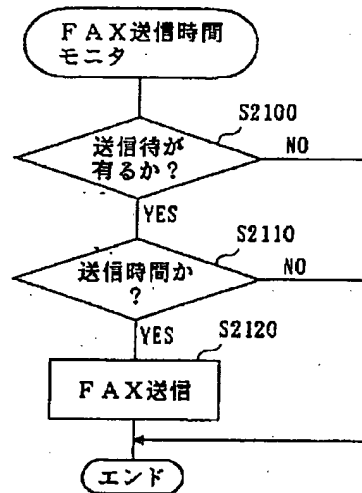 FAX送信時間
モニタ
S2100
送信待が
有るか？
NO
YES
S2110
送信時間か
？
NO
YES
S2120
FAX送信
エンド